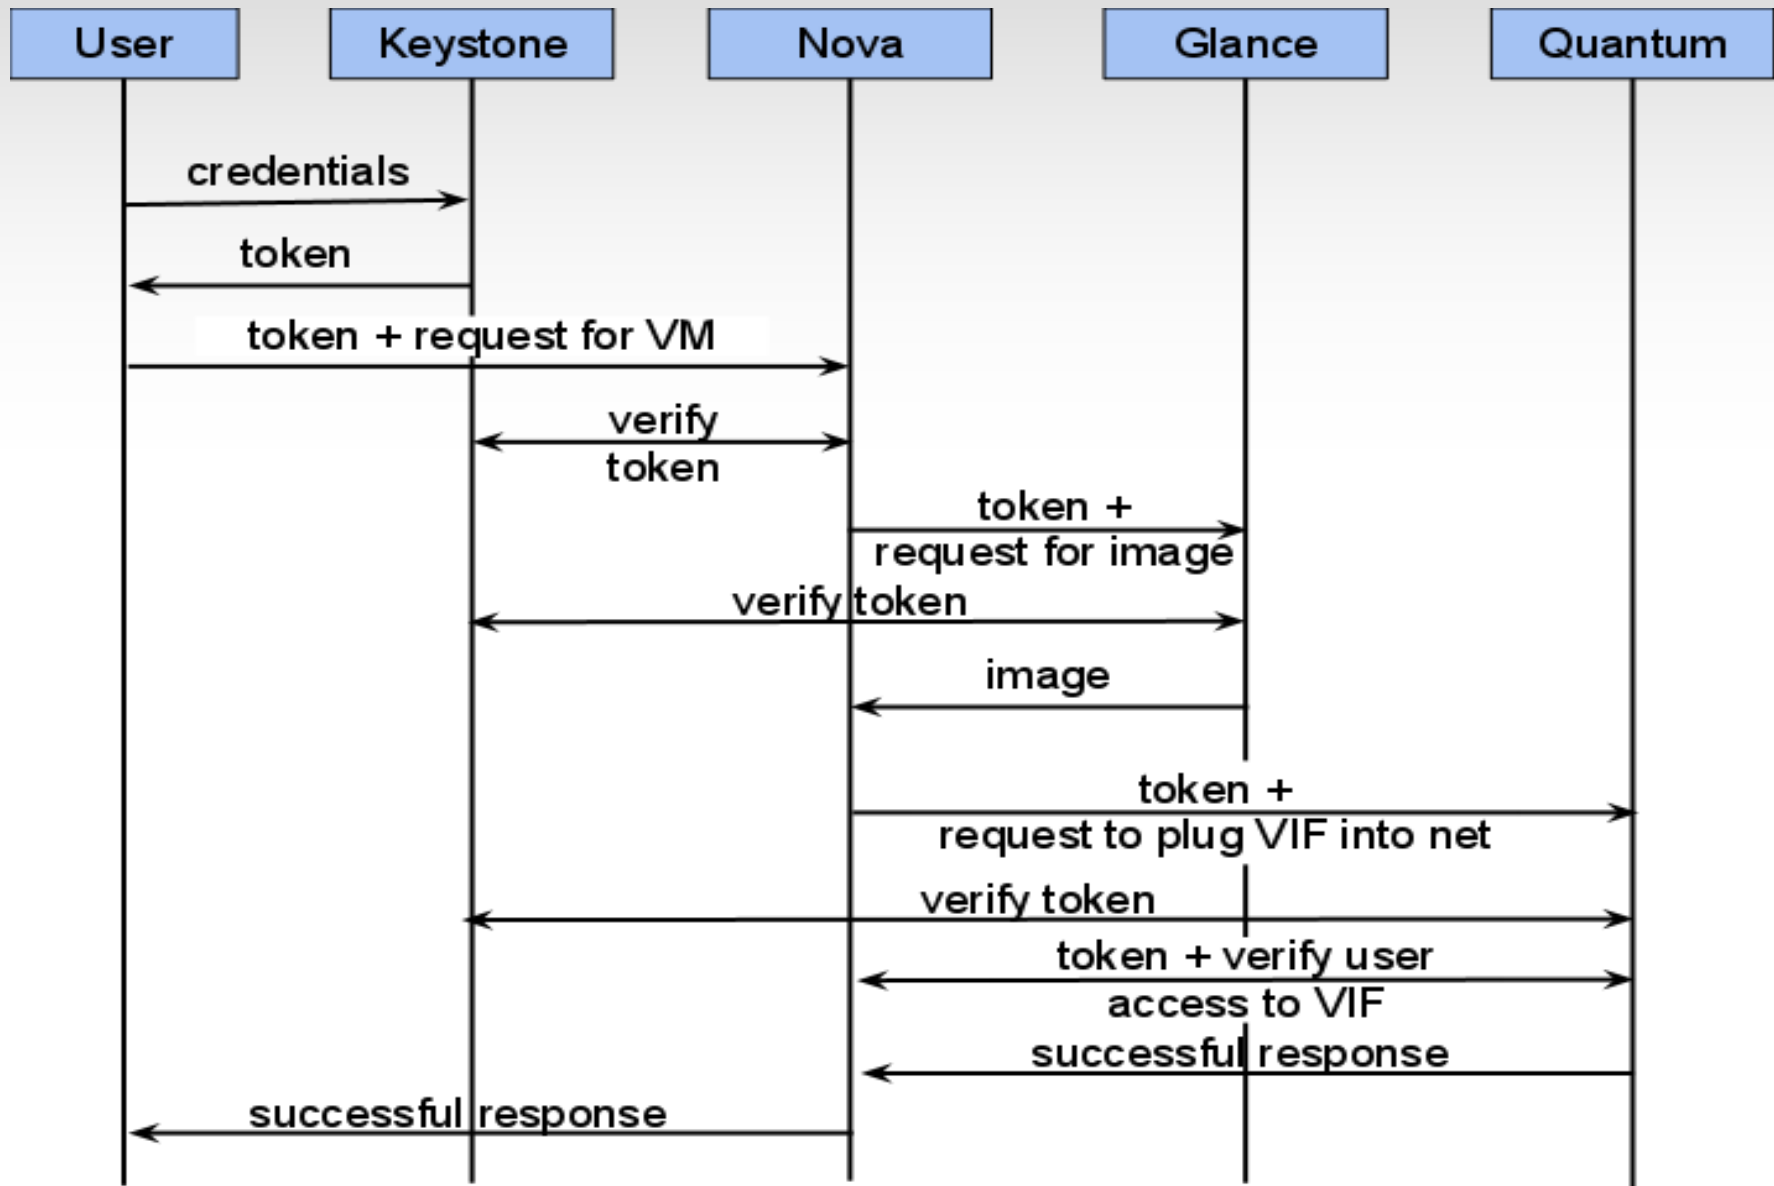 User
Keystone
Nova
Glance
Quantum
credentials
token
token + request for VM
verify
token
token +
request for image
verify token
image
token +
request to plug VIF into net
verify token
token + verify user
access to VIF
successful response
successful response